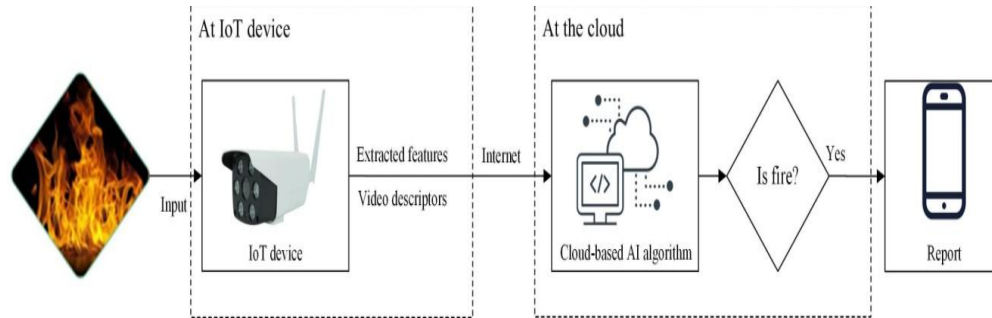 At IoT device
At the cloud
Input
Extracted features
Video descriptors
IoT device
Internet
</>
Cloud-based AI algorithm
Is fire?
Yes
Report